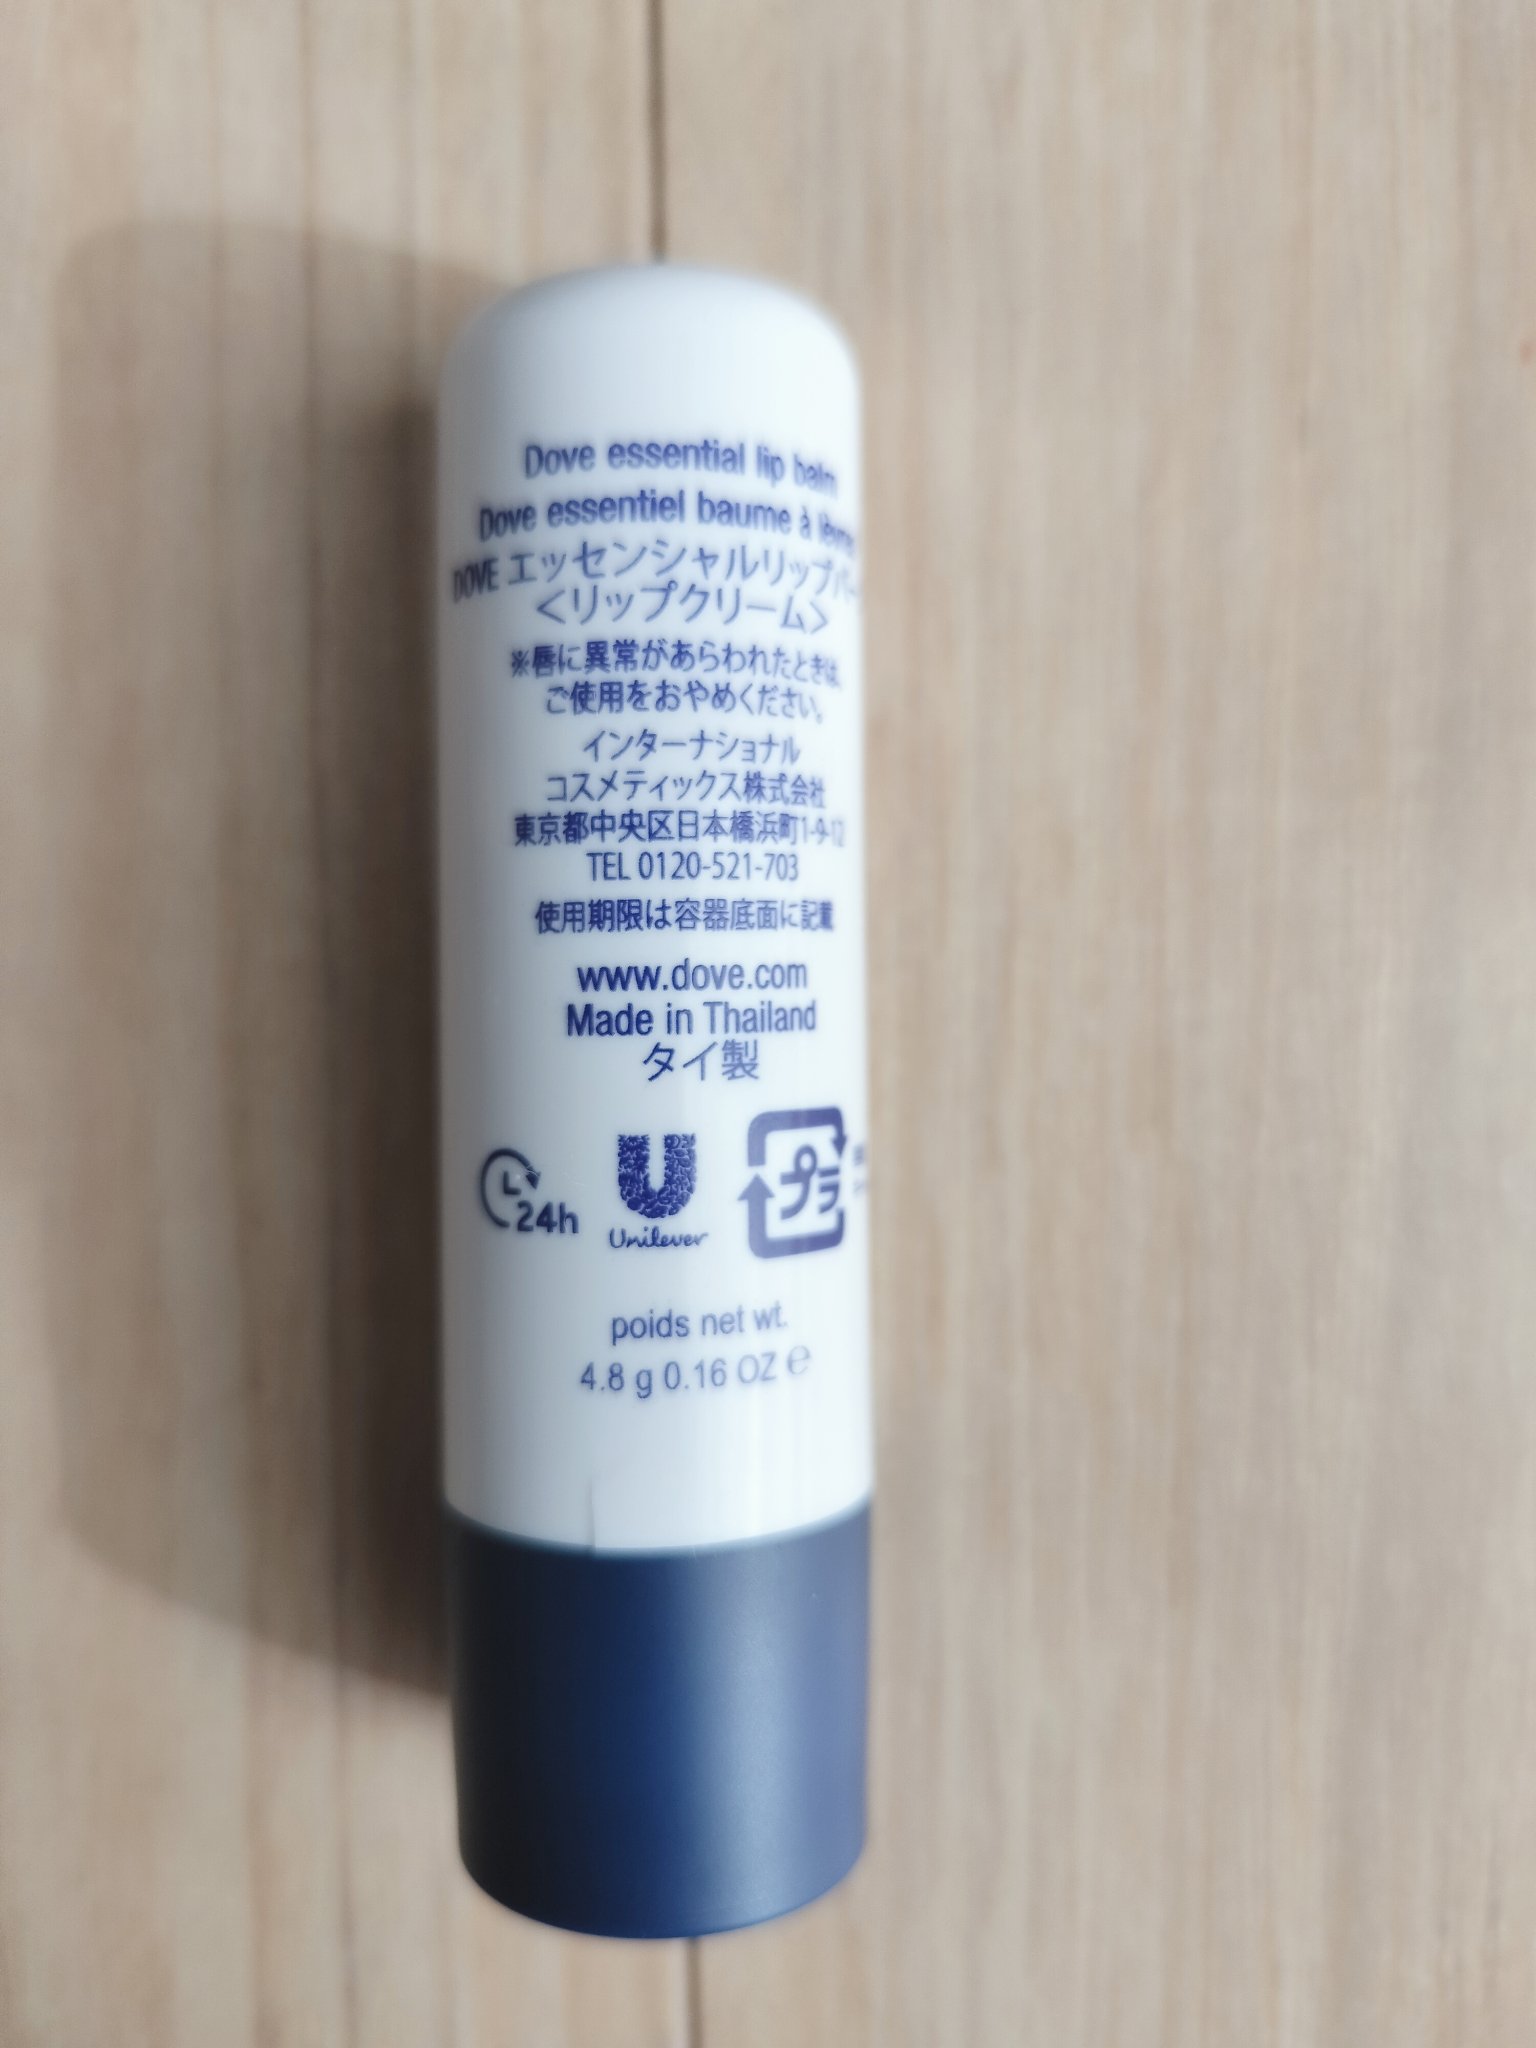 Dove essential lip balm
Dove essentiel baume à lèvres
DOVE エッセンシャルリップバー
<リップクリーム>
※唇に異常があらわれたときは、
ご使用をおやめください。
インターナショナル
コスメティックス株式会社
東京都中央区日本橋浜町1-9-12
TEL 0120-521-703
使用期限は容器底面に記載
www.dove.com
Made in Thailand
タイ製
24h
Unilever
プラ
poids net wt.
4.8 g 0.16 OZ ℮